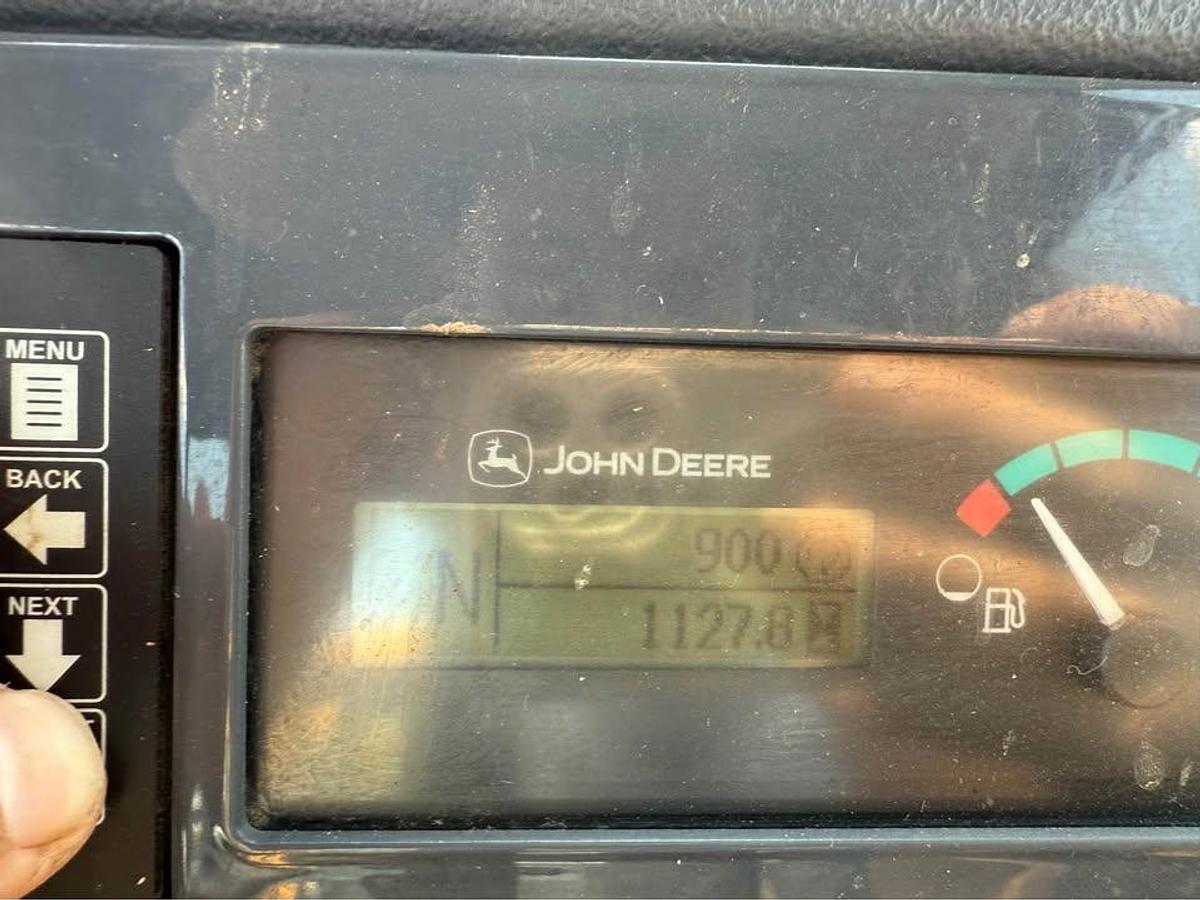 MENU
BACK
NEXT
JOHN DEERE
N
900
1127.8